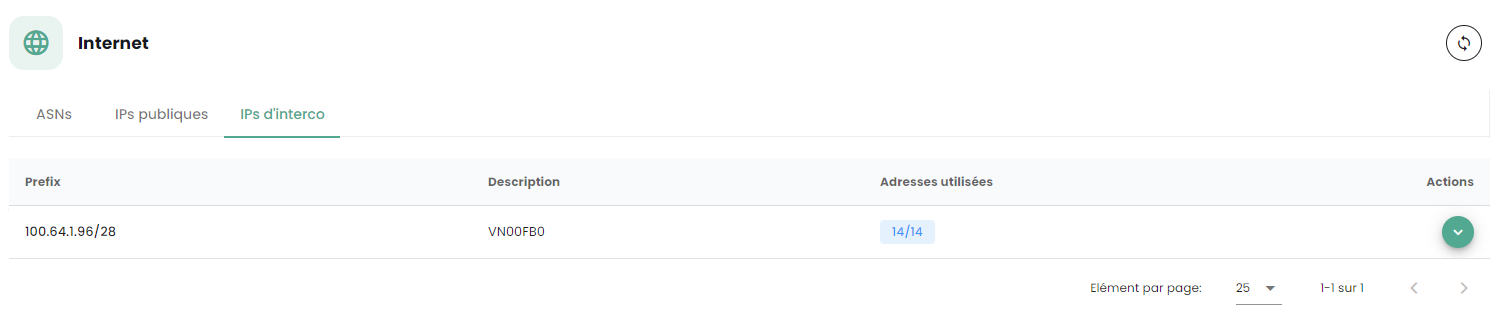 Internet
ASNs IPs publiques IPs d'interco
Prefix Description Adresses utilisées Actions
100.64.1.96/28 VN00FB0 14/14
Elément par page: 25 1-1 sur 1